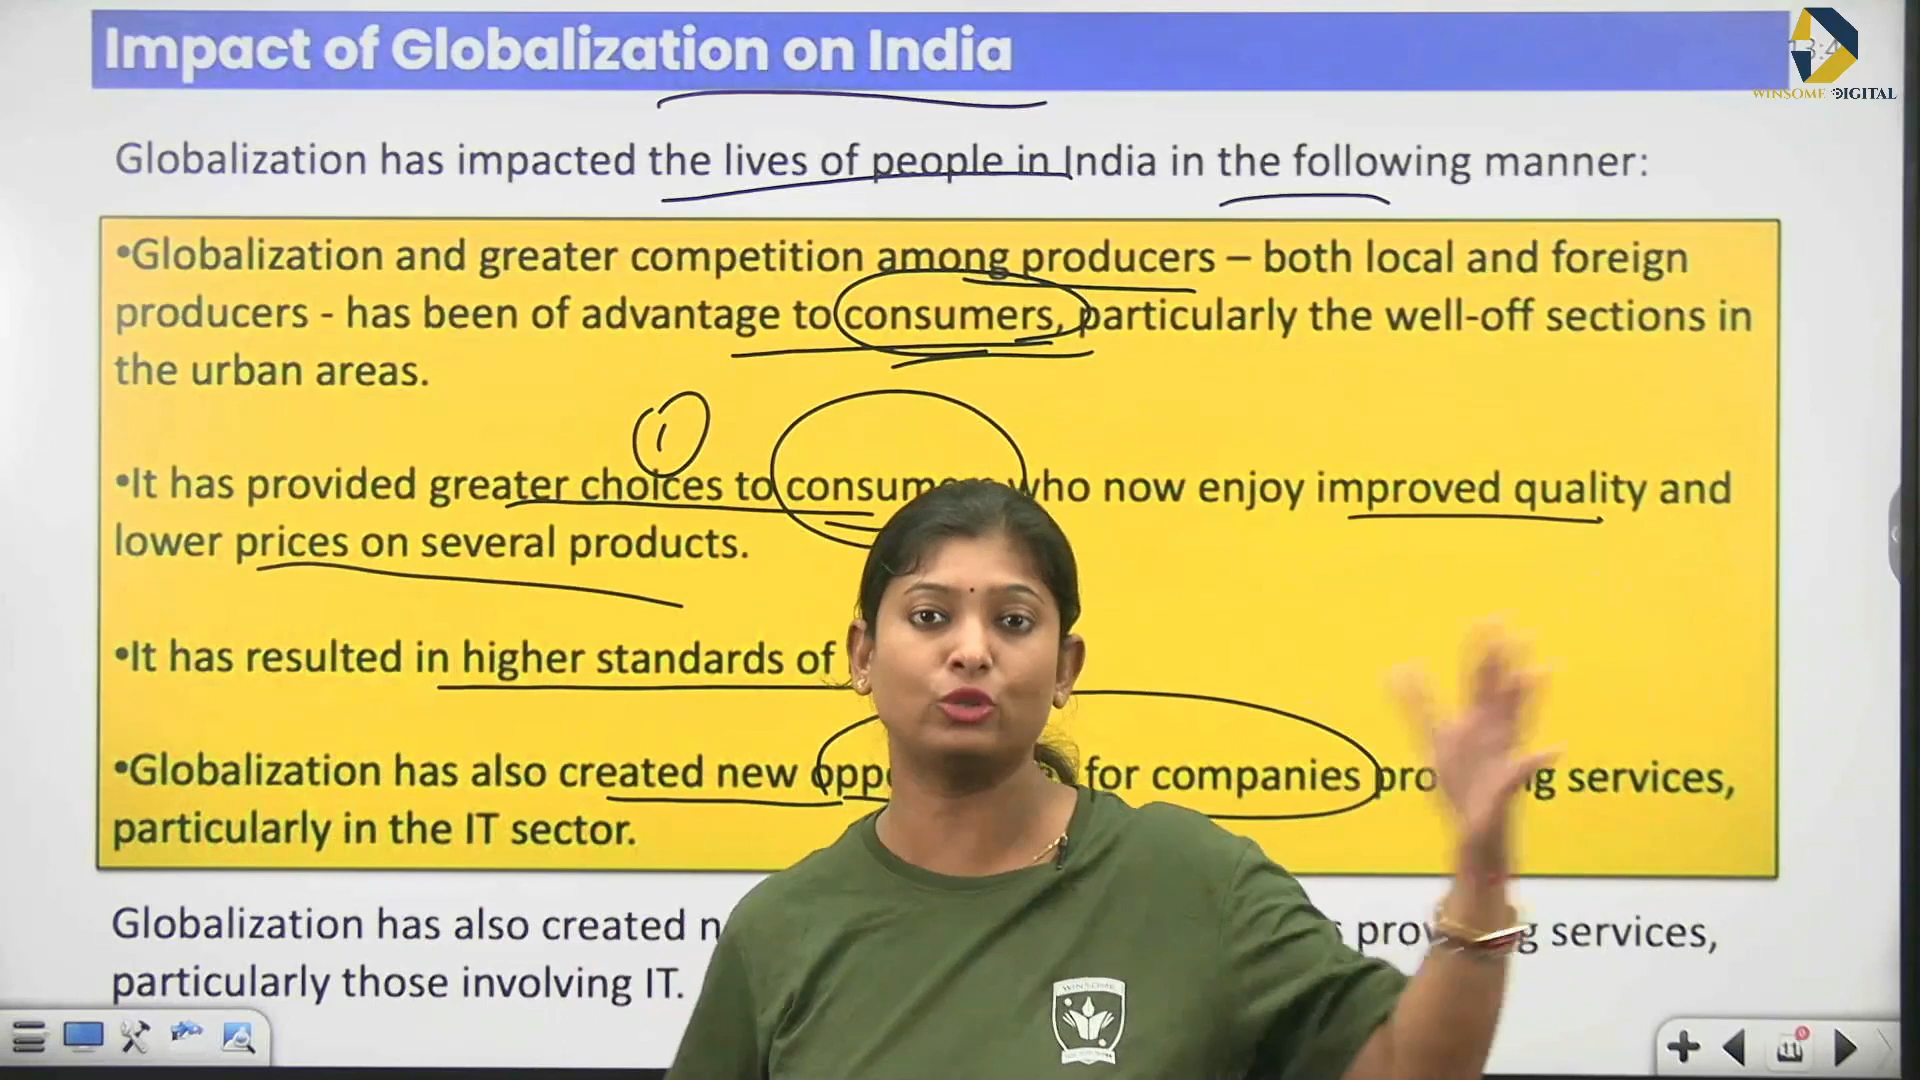 Impact of Globalization on India
13:4
WINSOME DIGITAL
Globalization has impacted the lives of people in India in the following manner:
•Globalization and greater competition among producers – both local and foreign
producers - has been of advantage to consumers, particularly the well-off sections in
the urban areas.
1
•It has provided greater choices to who now enjoy improved quality and
lower prices on several products.
•It has resulted in higher standards of
•Globalization has also created new for companies services,
particularly in the IT sector.
Globalization has also created services,
particularly those involving IT.
WINSOME
11